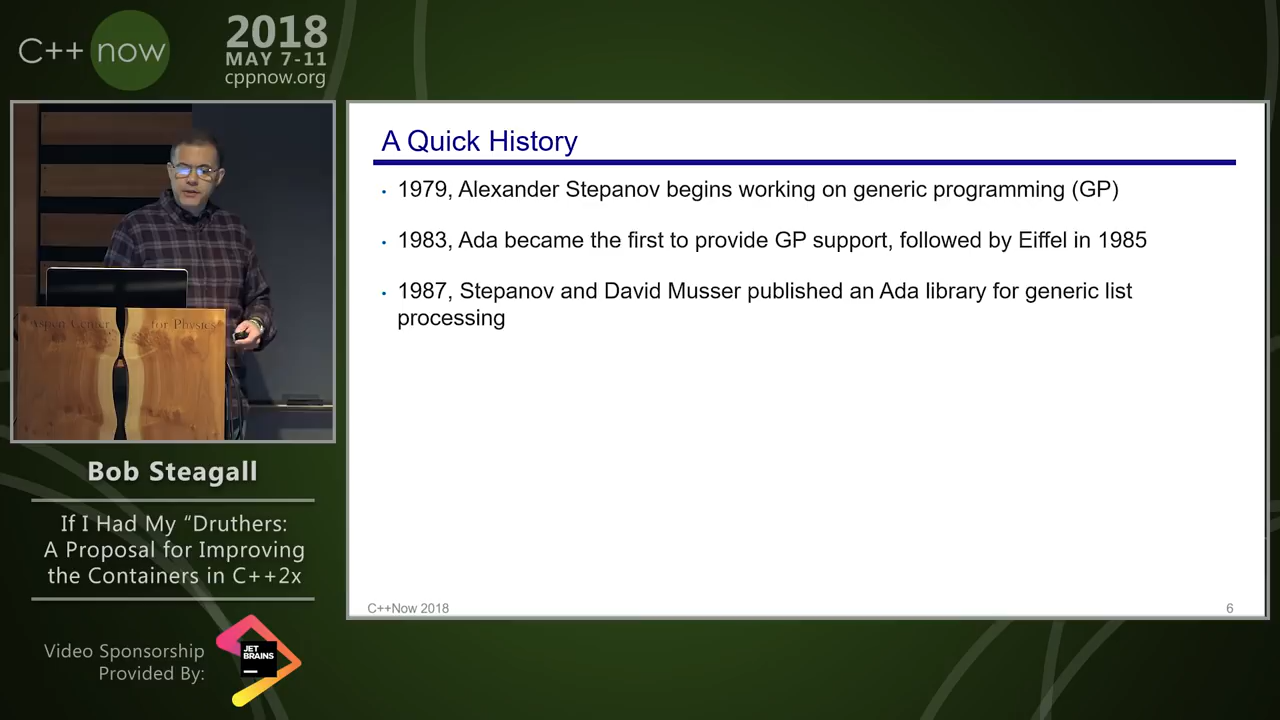 C++ now
2018
MAY 7-11
cppnow.org
A Quick History
• 1979, Alexander Stepanov begins working on generic programming (GP)
• 1983, Ada became the first to provide GP support, followed by Eiffel in 1985
• 1987, Stepanov and David Musser published an Ada library for generic list
processing
C++Now 2018
6
Aspen Center for Physics
Bob Steagall
If I Had My “Druthers:
A Proposal for Improving
the Containers in C++2x
Video Sponsorship
Provided By:
JET
BRAINS